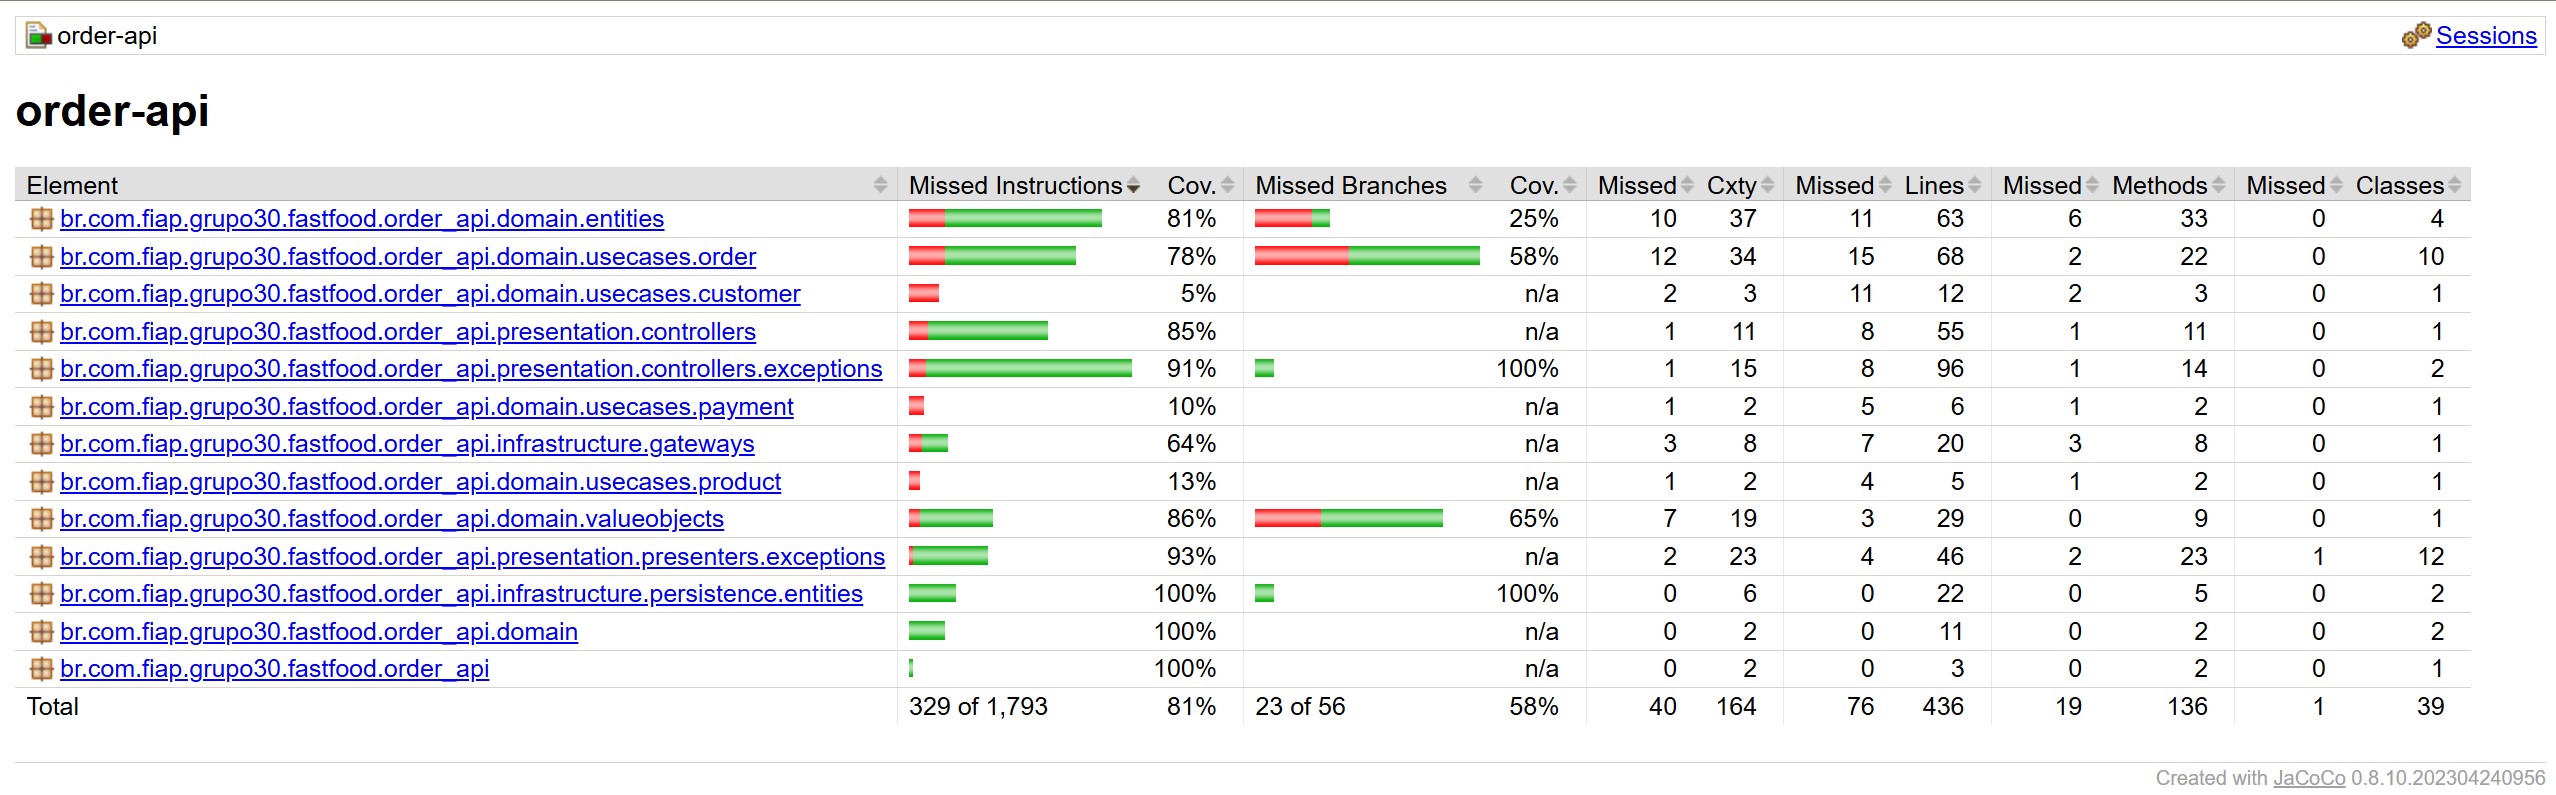 order-api Sessions
order-api
Element Missed Instructions Cov. Missed Branches Cov. Missed Cxty Missed Lines Missed Methods Missed Classes
br.com.fiap.grupo30.fastfood.order_api.domain.entities 81% 25% 10 37 11 63 6 33 0 4
br.com.fiap.grupo30.fastfood.order_api.domain.usecases.order 78% 58% 12 34 15 68 2 22 0 10
br.com.fiap.grupo30.fastfood.order_api.domain.usecases.customer 5% n/a 2 3 11 12 2 3 0 1
br.com.fiap.grupo30.fastfood.order_api.presentation.controllers 85% n/a 1 11 8 55 1 11 0 1
br.com.fiap.grupo30.fastfood.order_api.presentation.controllers.exceptions 91% 100% 1 15 8 96 1 14 0 2
br.com.fiap.grupo30.fastfood.order_api.domain.usecases.payment 10% n/a 1 2 5 6 1 2 0 1
br.com.fiap.grupo30.fastfood.order_api.infrastructure.gateways 64% n/a 3 8 7 20 3 8 0 1
br.com.fiap.grupo30.fastfood.order_api.domain.usecases.product 13% n/a 1 2 4 5 1 2 0 1
br.com.fiap.grupo30.fastfood.order_api.domain.valueobjects 86% 65% 7 19 3 29 0 9 0 1
br.com.fiap.grupo30.fastfood.order_api.presentation.presenters.exceptions 93% n/a 2 23 4 46 2 23 1 12
br.com.fiap.grupo30.fastfood.order_api.infrastructure.persistence.entities 100% 100% 0 6 0 22 0 5 0 2
br.com.fiap.grupo30.fastfood.order_api.domain 100% n/a 0 2 0 11 0 2 0 2
br.com.fiap.grupo30.fastfood.order_api 100% n/a 0 2 0 3 0 2 0 1
Total 329 of 1,793 81% 23 of 56 58% 40 164 76 436 19 136 1 39
Created with JaCoCo 0.8.10.202304240956